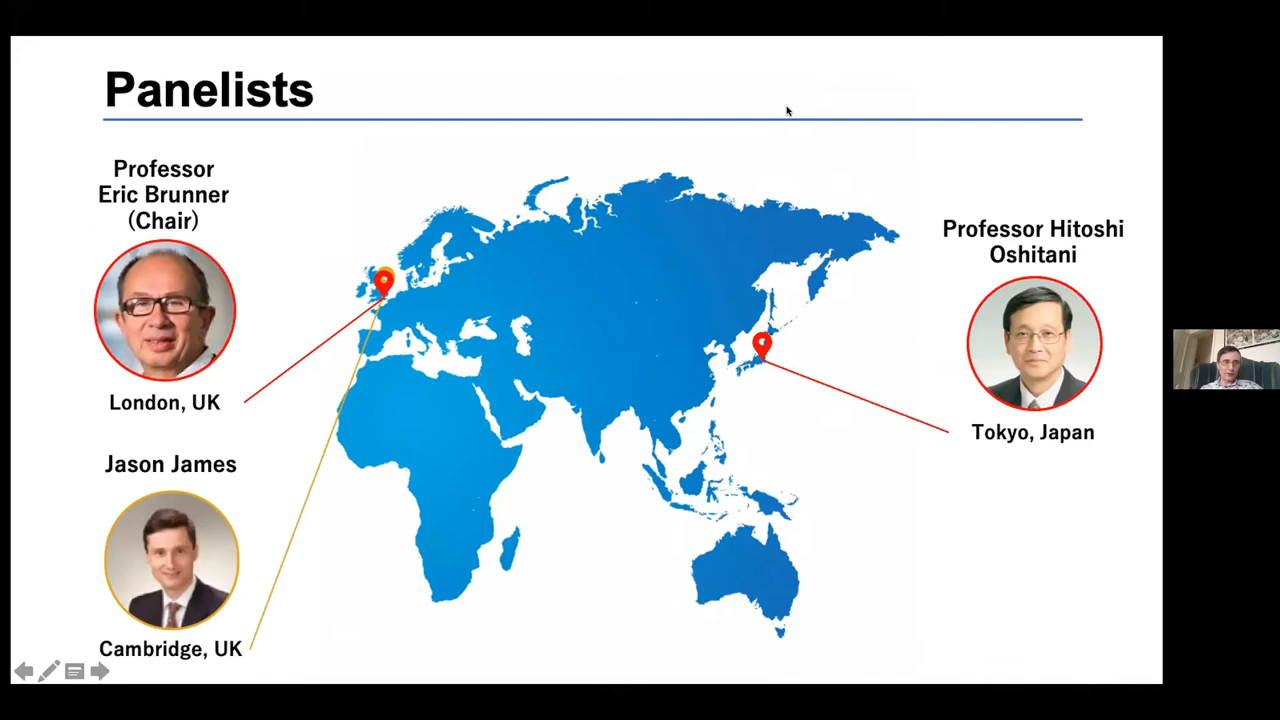 Panelists
Professor
Eric Brunner
(Chair)
London, UK
Jason James
Cambridge, UK
Professor Hitoshi
Oshitani
Tokyo, Japan